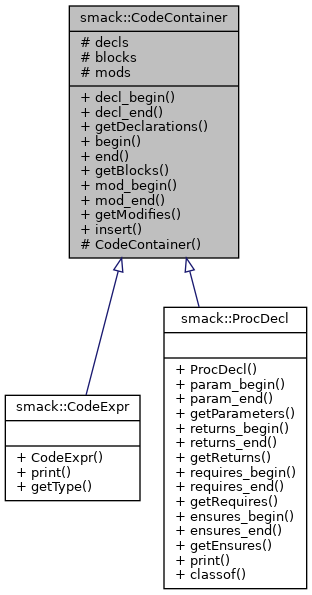 smack::CodeContainer
# decls
# blocks
# mods
+ decl_begin()
+ decl_end()
+ getDeclarations()
+ begin()
+ end()
+ getBlocks()
+ mod_begin()
+ mod_end()
+ getModifies()
+ insert()
# CodeContainer()
smack::CodeExpr
+ CodeExpr()
+ print()
+ getType()
smack::ProcDecl
+ ProcDecl()
+ param_begin()
+ param_end()
+ getParameters()
+ returns_begin()
+ returns_end()
+ getReturns()
+ requires_begin()
+ requires_end()
+ getRequires()
+ ensures_begin()
+ ensures_end()
+ getEnsures()
+ print()
+ classof()